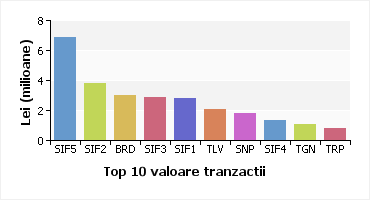 Lei (milioane)
8
6
4
2
0
SIF5 SIF2 BRD SIF3 SIF1 TLV SNP SIF4 TGN TRP
Top 10 valoare tranzactii